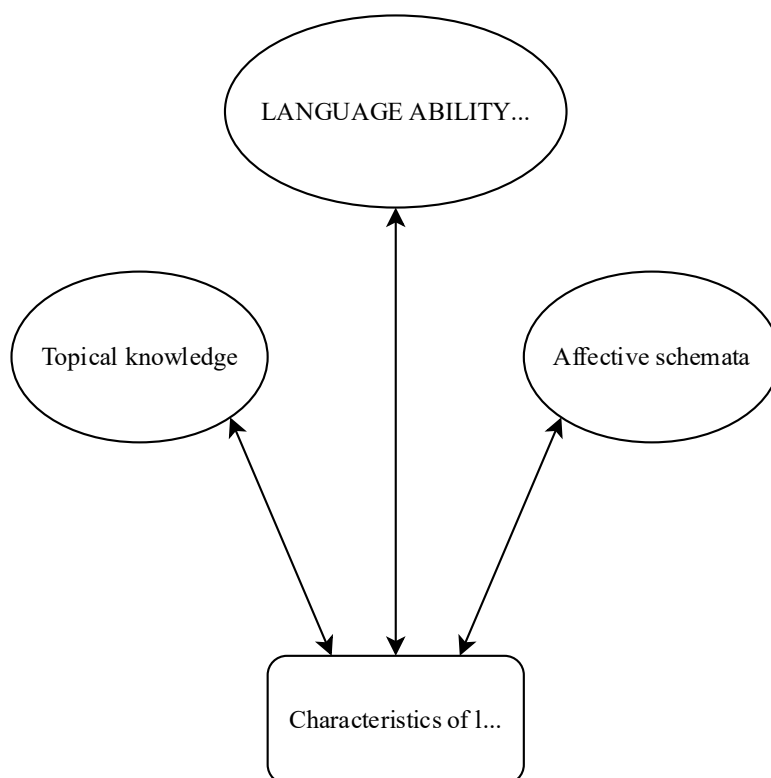 LANGUAGE ABILITY...
Topical knowledge
Affective schemata
Characteristics of l...